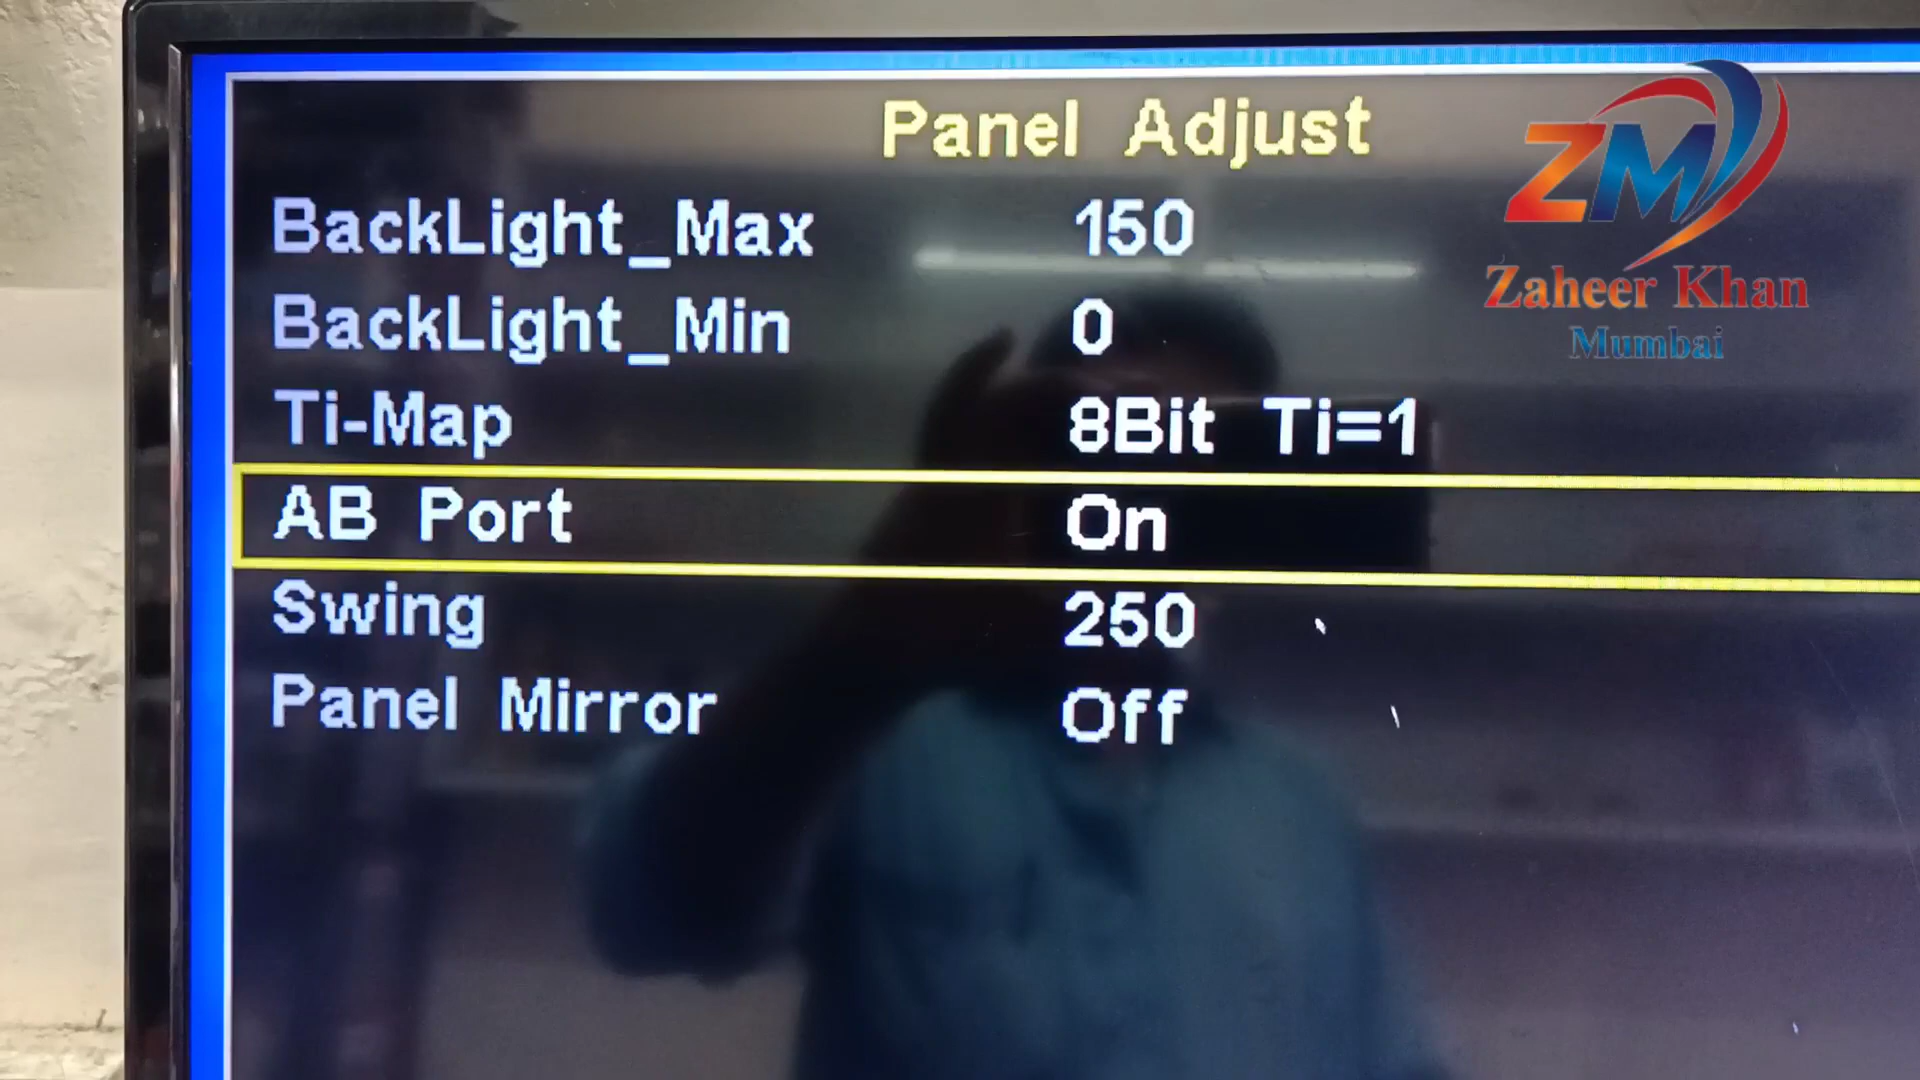 Panel Adjust
BackLight_Max 150
BackLight_Min 0
Ti-Map 8Bit Ti=1
AB Port On
Swing 250
Panel Mirror Off
ZM
Zaheer Khan
Mumbai